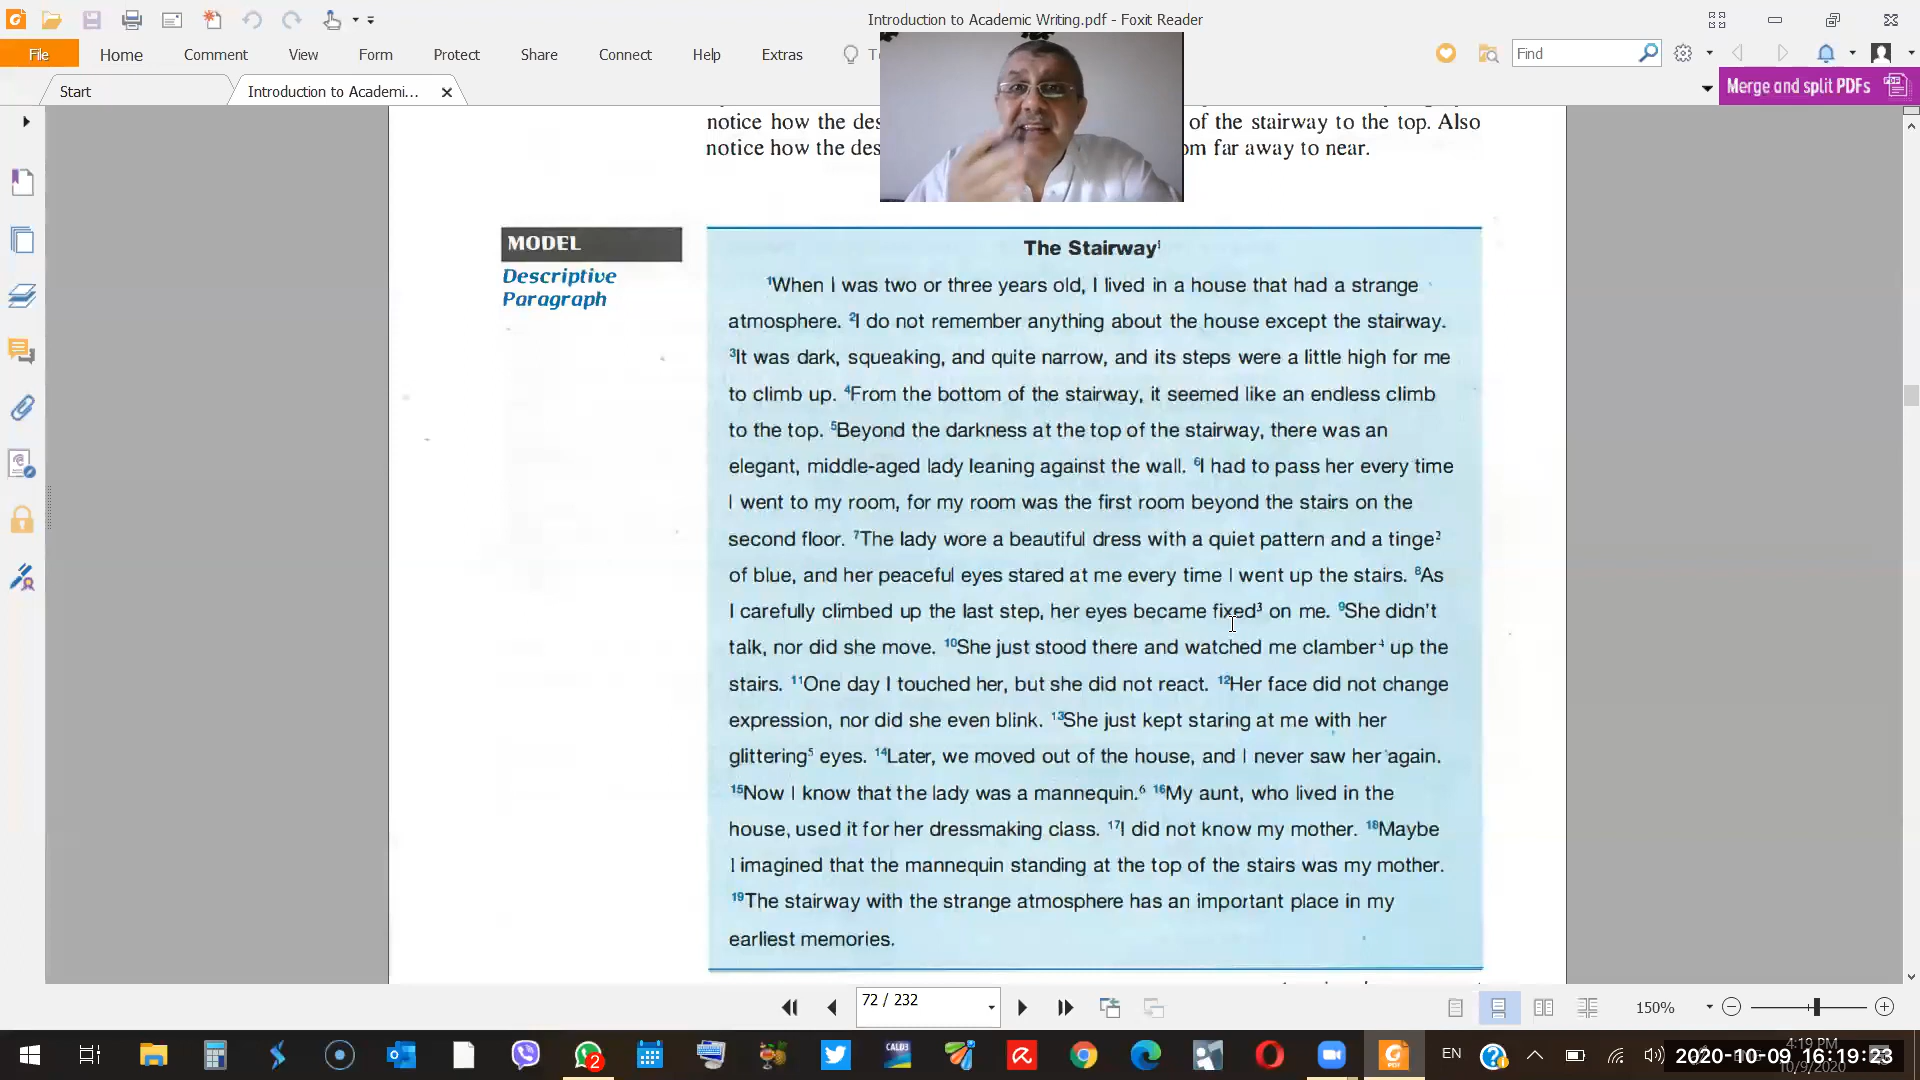 Introduction to Academic Writing.pdf - Foxit Reader
File Home Comment View Form Protect Share Connect Help Extras
Find
Start
Introduction to Academi...
Merge and split PDFs
notice how the des of the stairway to the top. Also
notice how the des om far away to near.
MODEL
Descriptive
Paragraph
The Stairway¹
¹When I was two or three years old, I lived in a house that had a strange
atmosphere. ²I do not remember anything about the house except the stairway.
³It was dark, squeaking, and quite narrow, and its steps were a little high for me
to climb up. ⁴From the bottom of the stairway, it seemed like an endless climb
to the top. ⁵Beyond the darkness at the top of the stairway, there was an
elegant, middle-aged lady leaning against the wall. ⁶I had to pass her every time
I went to my room, for my room was the first room beyond the stairs on the
second floor. ⁷The lady wore a beautiful dress with a quiet pattern and a tinge²
of blue, and her peaceful eyes stared at me every time I went up the stairs. ⁸As
I carefully climbed up the last step, her eyes became fixed³ on me. ⁹She didn't
talk, nor did she move. ¹⁰She just stood there and watched me clamber⁴ up the
stairs. ¹¹One day I touched her, but she did not react. ¹²Her face did not change
expression, nor did she even blink. ¹³She just kept staring at me with her
glittering⁵ eyes. ¹⁴Later, we moved out of the house, and I never saw her again.
¹⁵Now I know that the lady was a mannequin.⁶ ¹⁶My aunt, who lived in the
house, used it for her dressmaking class. ¹⁷I did not know my mother. ¹⁸Maybe
I imagined that the mannequin standing at the top of the stairs was my mother.
¹⁹The stairway with the strange atmosphere has an important place in my
earliest memories.
72 / 232
150%
CALD3
2
EN
4:19 PM
2020-10-09 16:19:23
10/9/2020